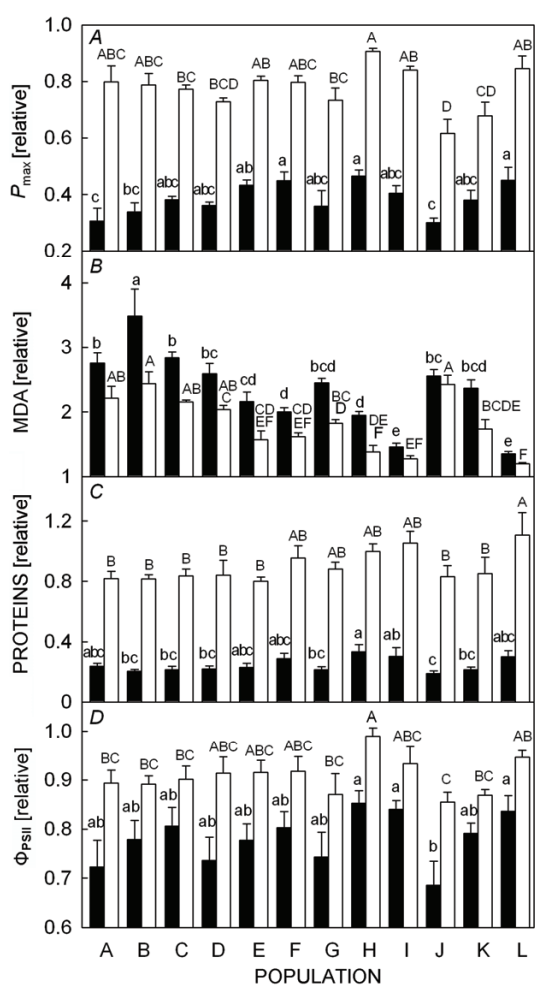 A
1.0
0.8
0.6
0.4
0.2
Pmax [relative]
ABC ABC BC BCD AB ABC BC A AB D CD AB
c bc abc abc ab a abc a abc c abc a
B
4
3
2
1
MDA [relative]
b a b bc cd d bcd d e bc bcd e
AB A AB AB C CD EF CD EF BC D DE F EF A BCDE F
C
1.2
0.8
0.4
0
PROTEINS [relative]
B B B B B AB AB AB AB B B A
abc bc bc bc abc abc bc a ab c bc abc
D
1.0
0.9
0.8
0.7
0.6
ΦPSII [relative]
BC BC BC ABC ABC ABC BC A ABC C BC AB
ab ab ab ab ab ab ab a a b ab a
A B C D E F G H I J K L
POPULATION